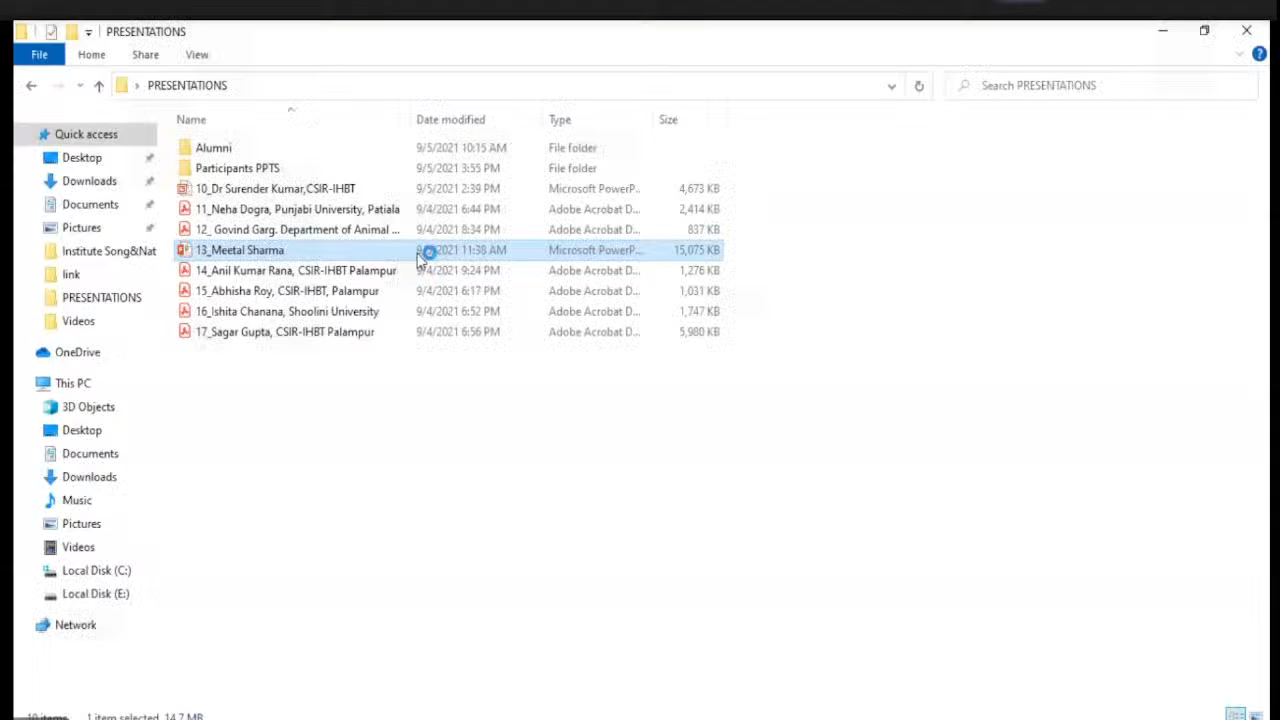 PRESENTATIONS
File Home Share View
PRESENTATIONS Search PRESENTATIONS
Name Date modified Type Size
Quick access
Desktop
Downloads
Documents
Pictures
Institute Song&Nat
link
PRESENTATIONS
Videos
OneDrive
This PC
3D Objects
Desktop
Documents
Downloads
Music
Pictures
Videos
Local Disk (C:)
Local Disk (E:)
Network
Alumni 9/5/2021 10:15 AM File folder
Participants PPTS 9/5/2021 3:55 PM File folder
10_Dr Surender Kumar,CSIR-IHBT 9/5/2021 2:39 PM Microsoft PowerP... 4,673 KB
11_Neha Dogra, Punjabi University, Patiala 9/4/2021 6:44 PM Adobe Acrobat D... 2,414 KB
12_ Govind Garg. Department of Animal ... 9/4/2021 8:34 PM Adobe Acrobat D... 837 KB
13_Meetal Sharma 11:38 AM Microsoft PowerP... 15,075 KB
14_Anil Kumar Rana, CSIR-IHBT Palampur 9/4/2021 9:24 PM Adobe Acrobat D... 1,276 KB
15_Abhisha Roy, CSIR-IHBT, Palampur 9/4/2021 6:17 PM Adobe Acrobat D... 1,031 KB
16_Ishita Chanana, Shoolini University 9/4/2021 6:52 PM Adobe Acrobat D... 1,747 KB
17_Sagar Gupta, CSIR-IHBT Palampur 9/4/2021 6:56 PM Adobe Acrobat D... 5,980 KB
10 items 1 item selected 14.7 MB